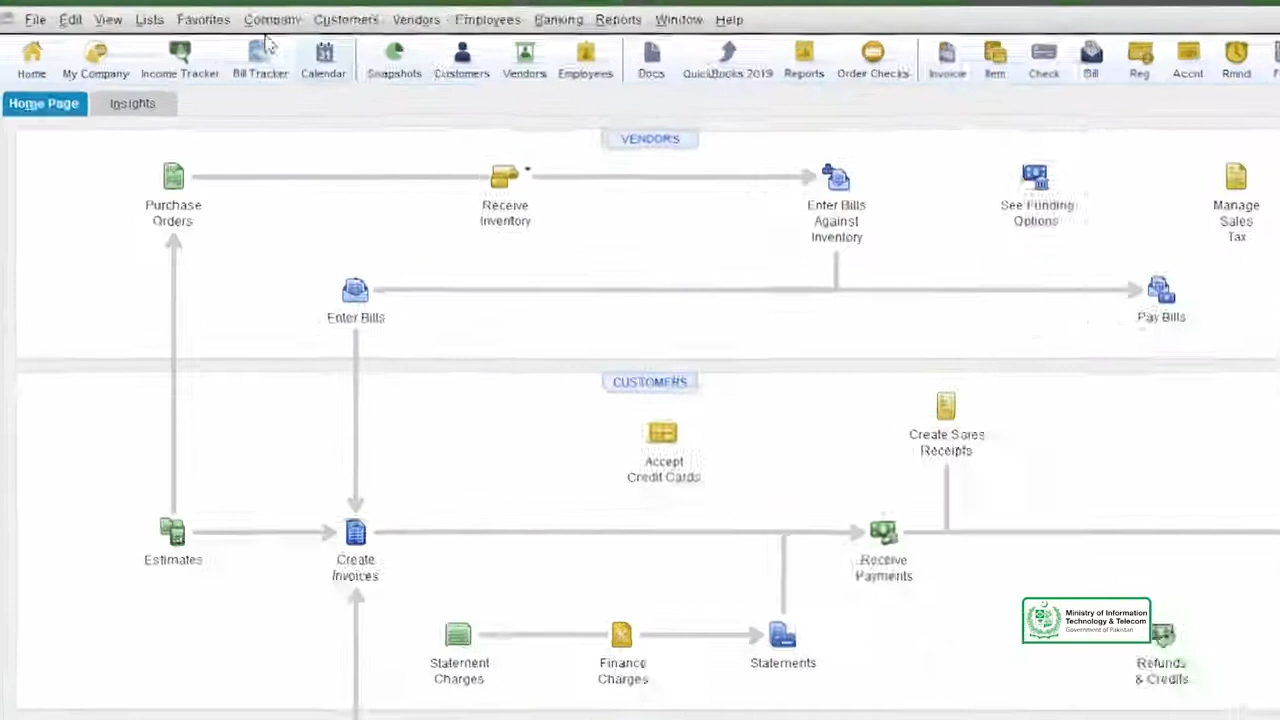 File Edit View Lists Favorites Company Customers Vendors Employees Banking Reports Window Help
Home My Company Income Tracker Bill Tracker Calendar Snapshots Customers Vendors Employees Docs QuickBooks 2019 Reports Order Checks Invoice Item Check Bill Reg Accnt Rmnd
Home Page Insights
VENDORS
Purchase
Orders
Receive
Inventory
Enter Bills
Against
Inventory
See Funding
Options
Manage
Sales
Tax
Enter Bills
Pay Bills
CUSTOMERS
Accept
Credit Cards
Create Sales
Receipts
Estimates
Create
Invoices
Receive
Payments
Ministry of Information
Technology & Telecom
Government of Pakistan
Statement
Charges
Finance
Charges
Statements
Refunds
& Credits